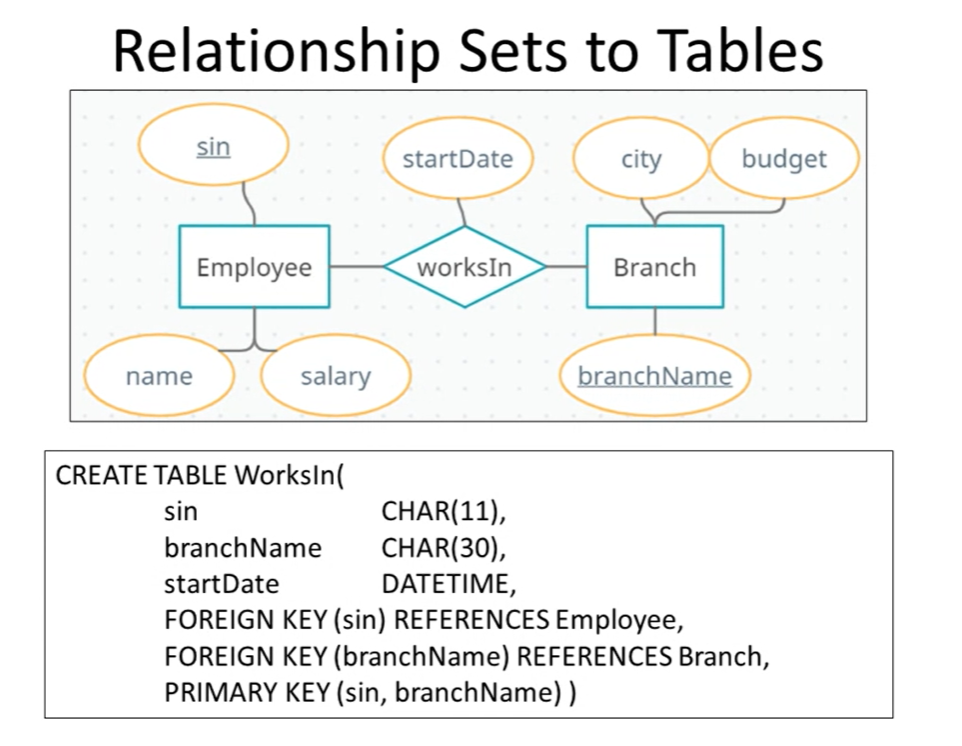 Relationship Sets to Tables
sin
startDate
city
budget
Employee
worksIn
Branch
name
salary
branchName
CREATE TABLE WorksIn(
sin CHAR(11),
branchName CHAR(30),
startDate DATETIME,
FOREIGN KEY (sin) REFERENCES Employee,
FOREIGN KEY (branchName) REFERENCES Branch,
PRIMARY KEY (sin, branchName) )